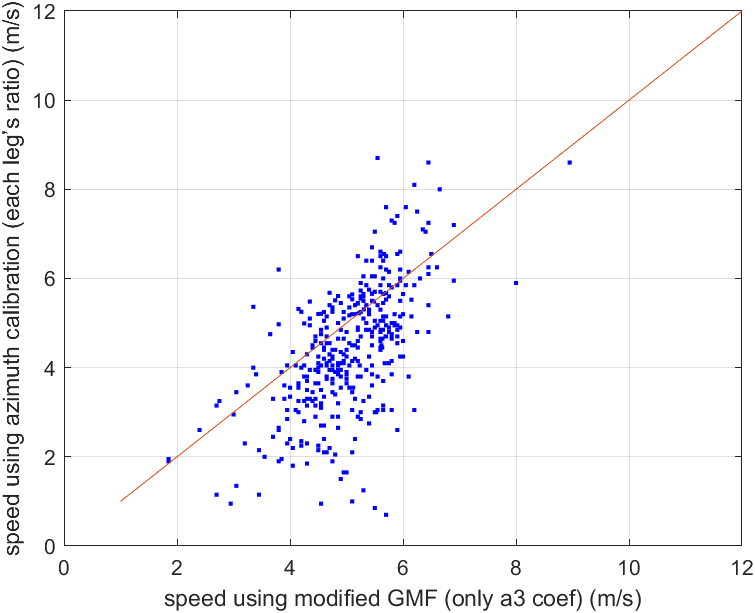 12
10
8
6
4
2
0
speed using azimuth calibration (each leg's ratio) (m/s)
0 2 4 6 8 10 12
speed using modified GMF (only a3 coef) (m/s)